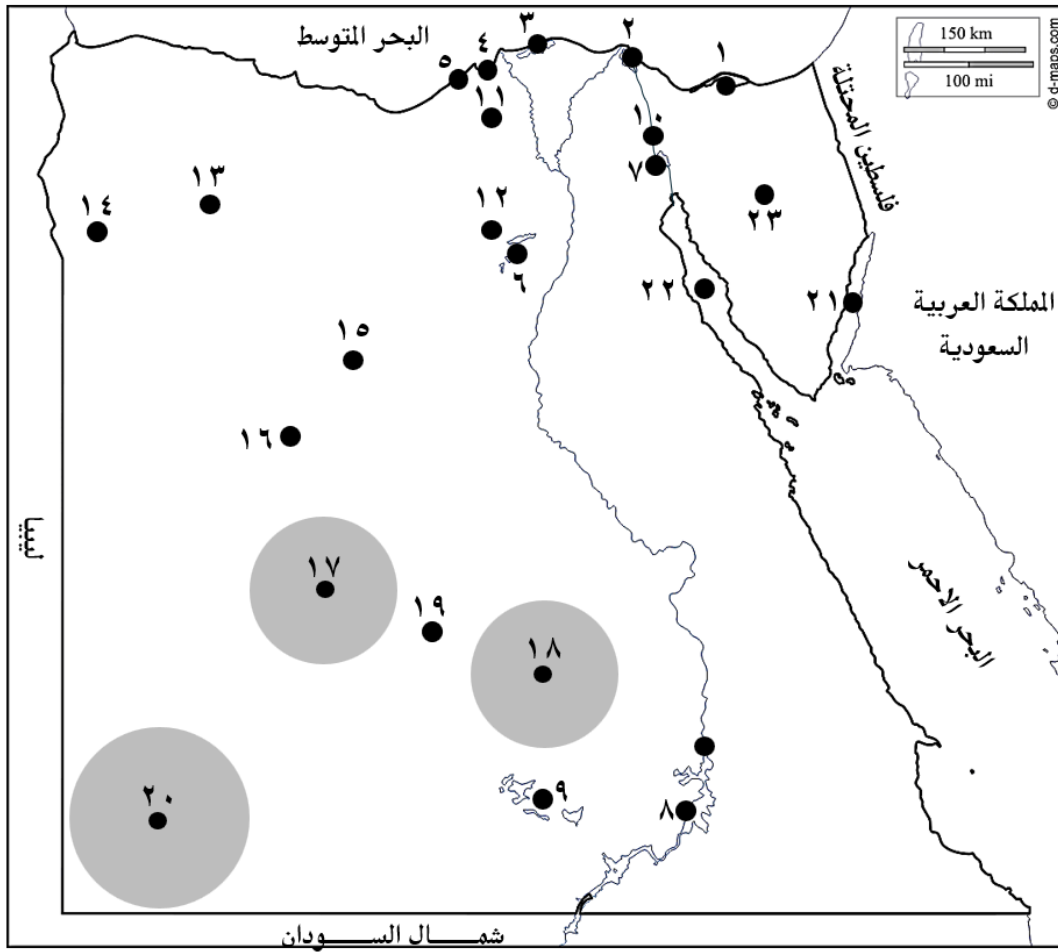 البحر المتوسط
٣
٢
١
٤
٥
150 km
100 mi
© d-maps.com
١١
١٠
٧
فلسطين المحتلة
١٣
١٤
١٢
٦
٢٣
٢٢
٢١
المملكة العربية
السعودية
١٥
١٦
ليبيا
١٧
١٩
١٨
البحر الاحمر
٢٠
٩
٨
شمال السودان